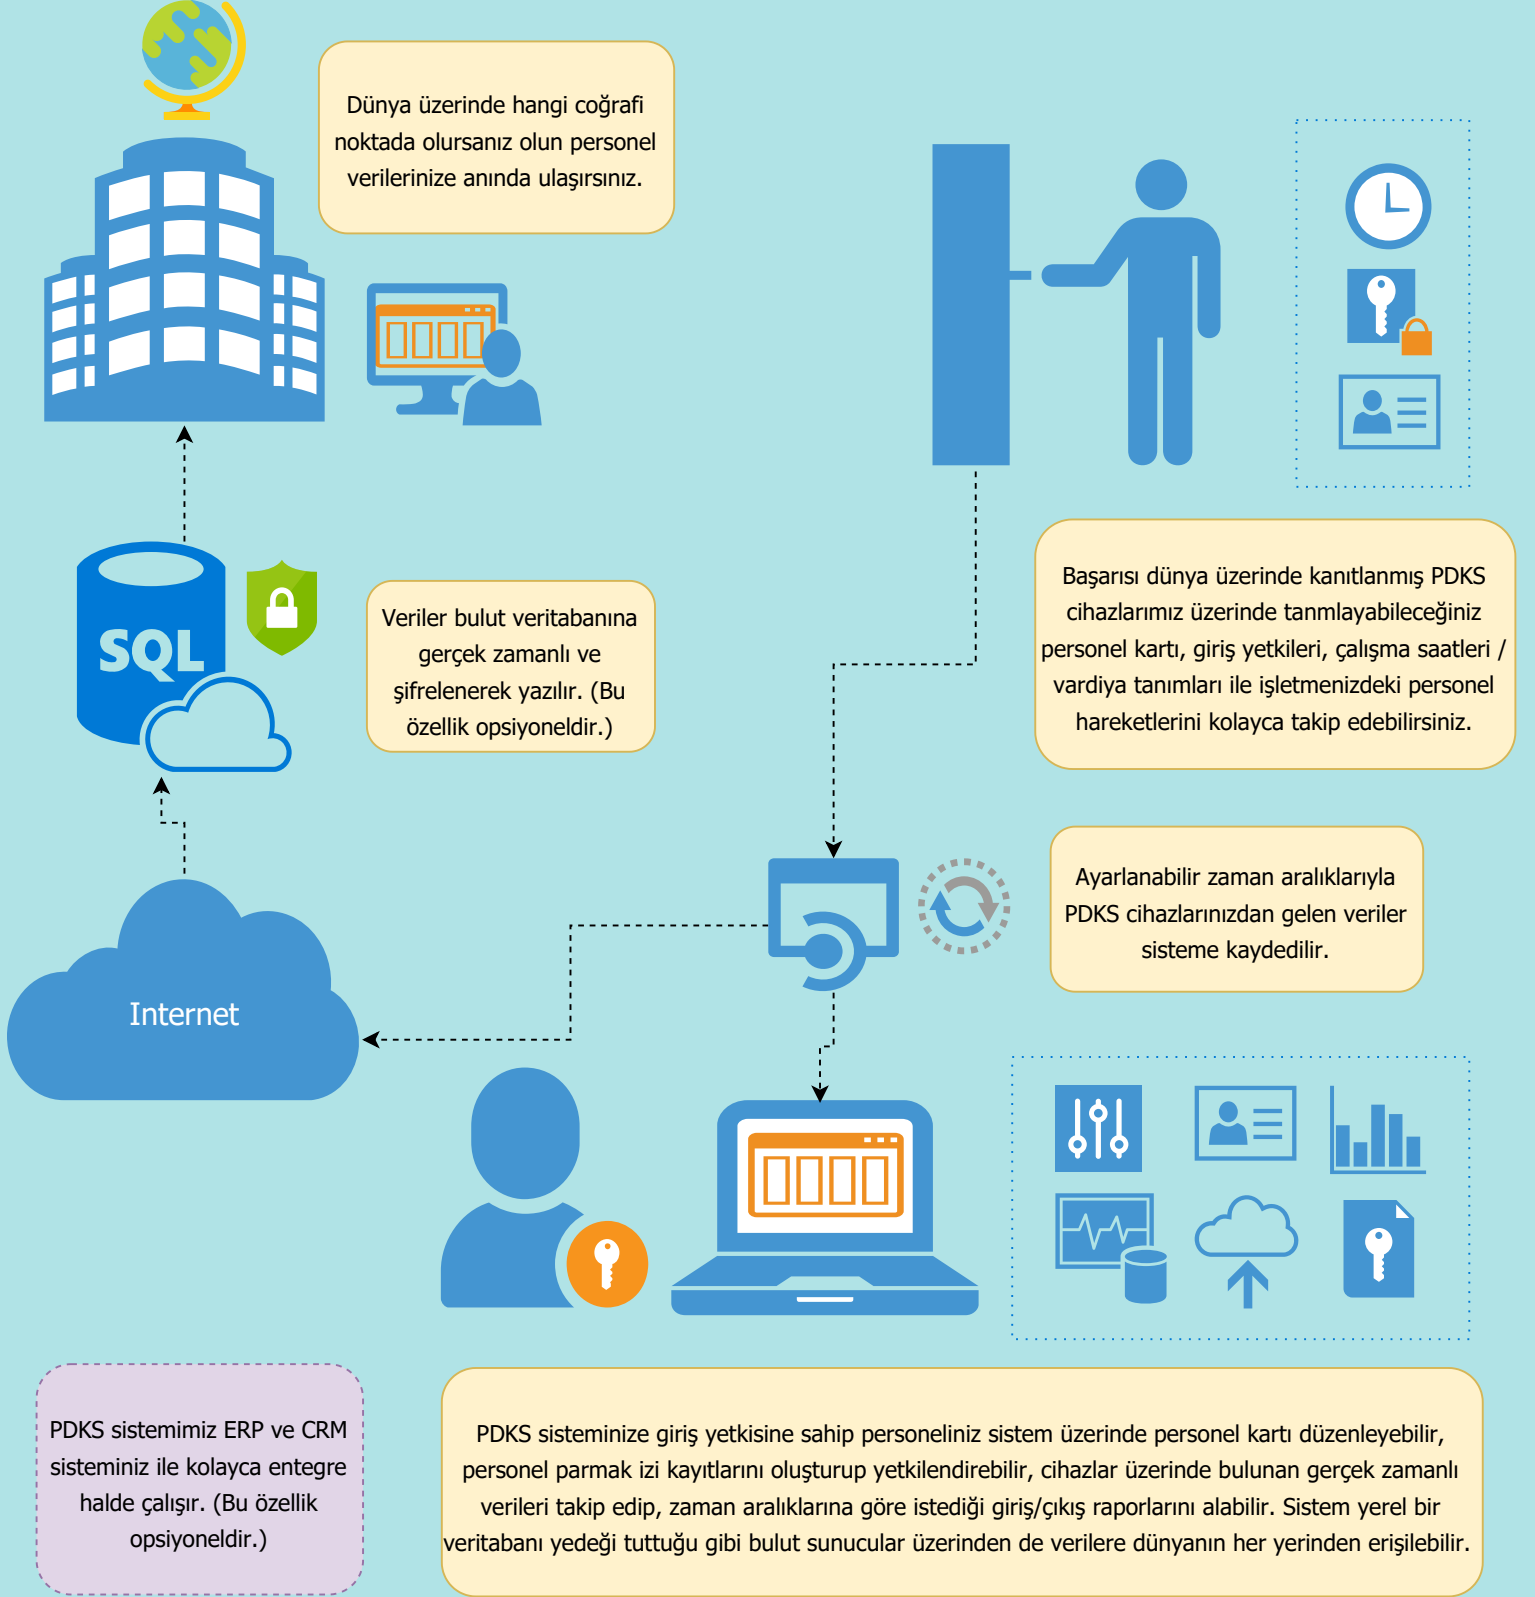 Dünya üzerinde hangi coğrafi
noktada olursanız olun personel
verilerinize anında ulaşırsınız.
SQL
Veriler bulut veritabanına
gerçek zamanlı ve
şifrelenerek yazılır. (Bu
özellik opsiyoneldir.)
Başarısı dünya üzerinde kanıtlanmış PDKS
cihazlarımız üzerinde tanmlayabileceğiniz
personel kartı, giriş yetkileri, çalışma saatleri /
vardiya tanımları ile işletmenizdeki personel
hareketlerini kolayca takip edebilirsiniz.
Ayarlanabilir zaman aralıklarıyla
PDKS cihazlarınızdan gelen veriler
sisteme kaydedilir.
Internet
PDKS sistemimiz ERP ve CRM
sisteminiz ile kolayca entegre
halde çalışır. (Bu özellik
opsiyoneldir.)
PDKS sisteminize giriş yetkisine sahip personeliniz sistem üzerinde personel kartı düzenleyebilir,
personel parmak izi kayıtlarını oluşturup yetkilendirebilir, cihazlar üzerinde bulunan gerçek zamanlı
verileri takip edip, zaman aralıklarına göre istediği giriş/çıkış raporlarını alabilir. Sistem yerel bir
veritabanı yedeği tuttuğu gibi bulut sunucular üzerinden de verilere dünyanın her yerinden erişilebilir.